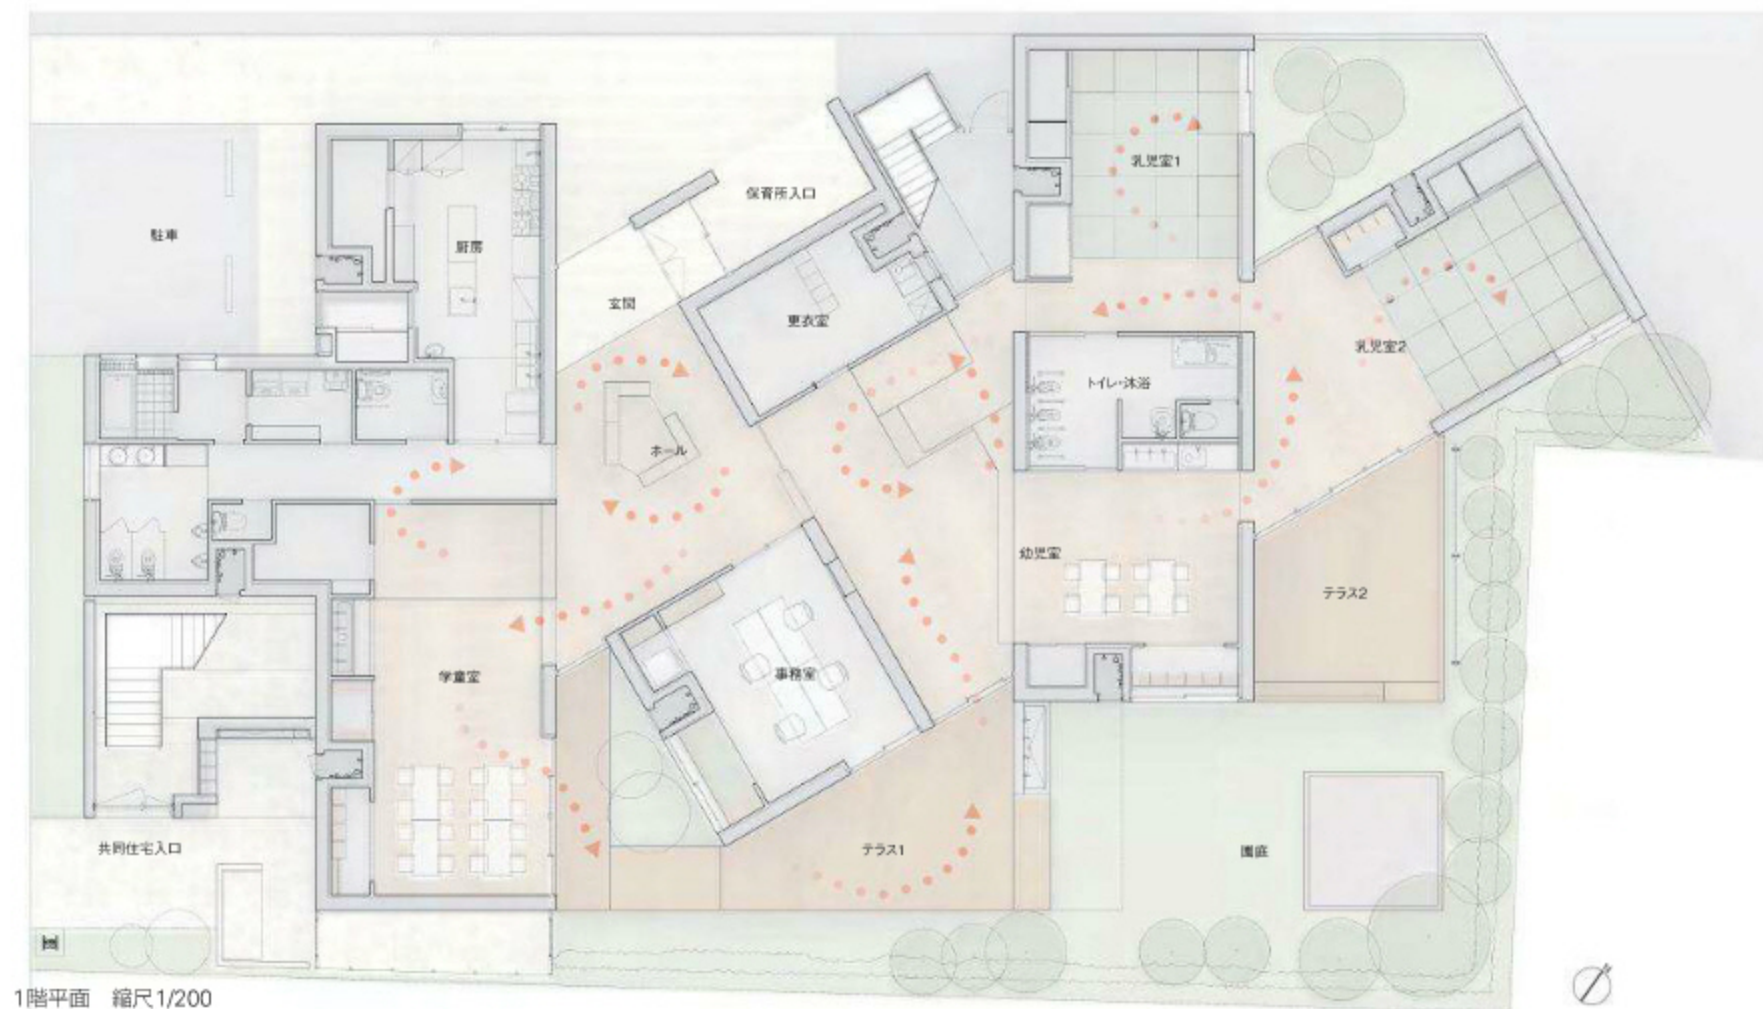 乳児室1
保育所入口
駐車
厨房
玄関
更衣室
乳児室2
トイレ・沐浴
ホール
幼児室
テラス2
学童室
事務室
共同住宅入口
テラス1
園庭
1階平面　縮尺1/200